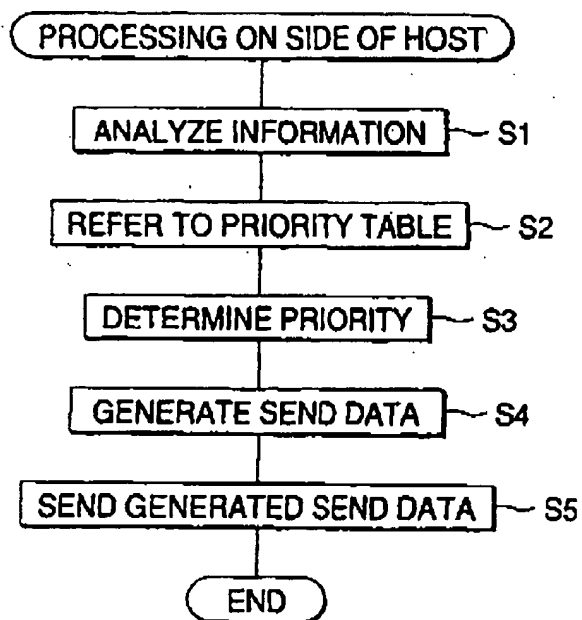 PROCESSING ON SIDE OF HOST
ANALYZE INFORMATION S1
REFER TO PRIORITY TABLE S2
DETERMINE PRIORITY S3
GENERATE SEND DATA S4
SEND GENERATED SEND DATA S5
END